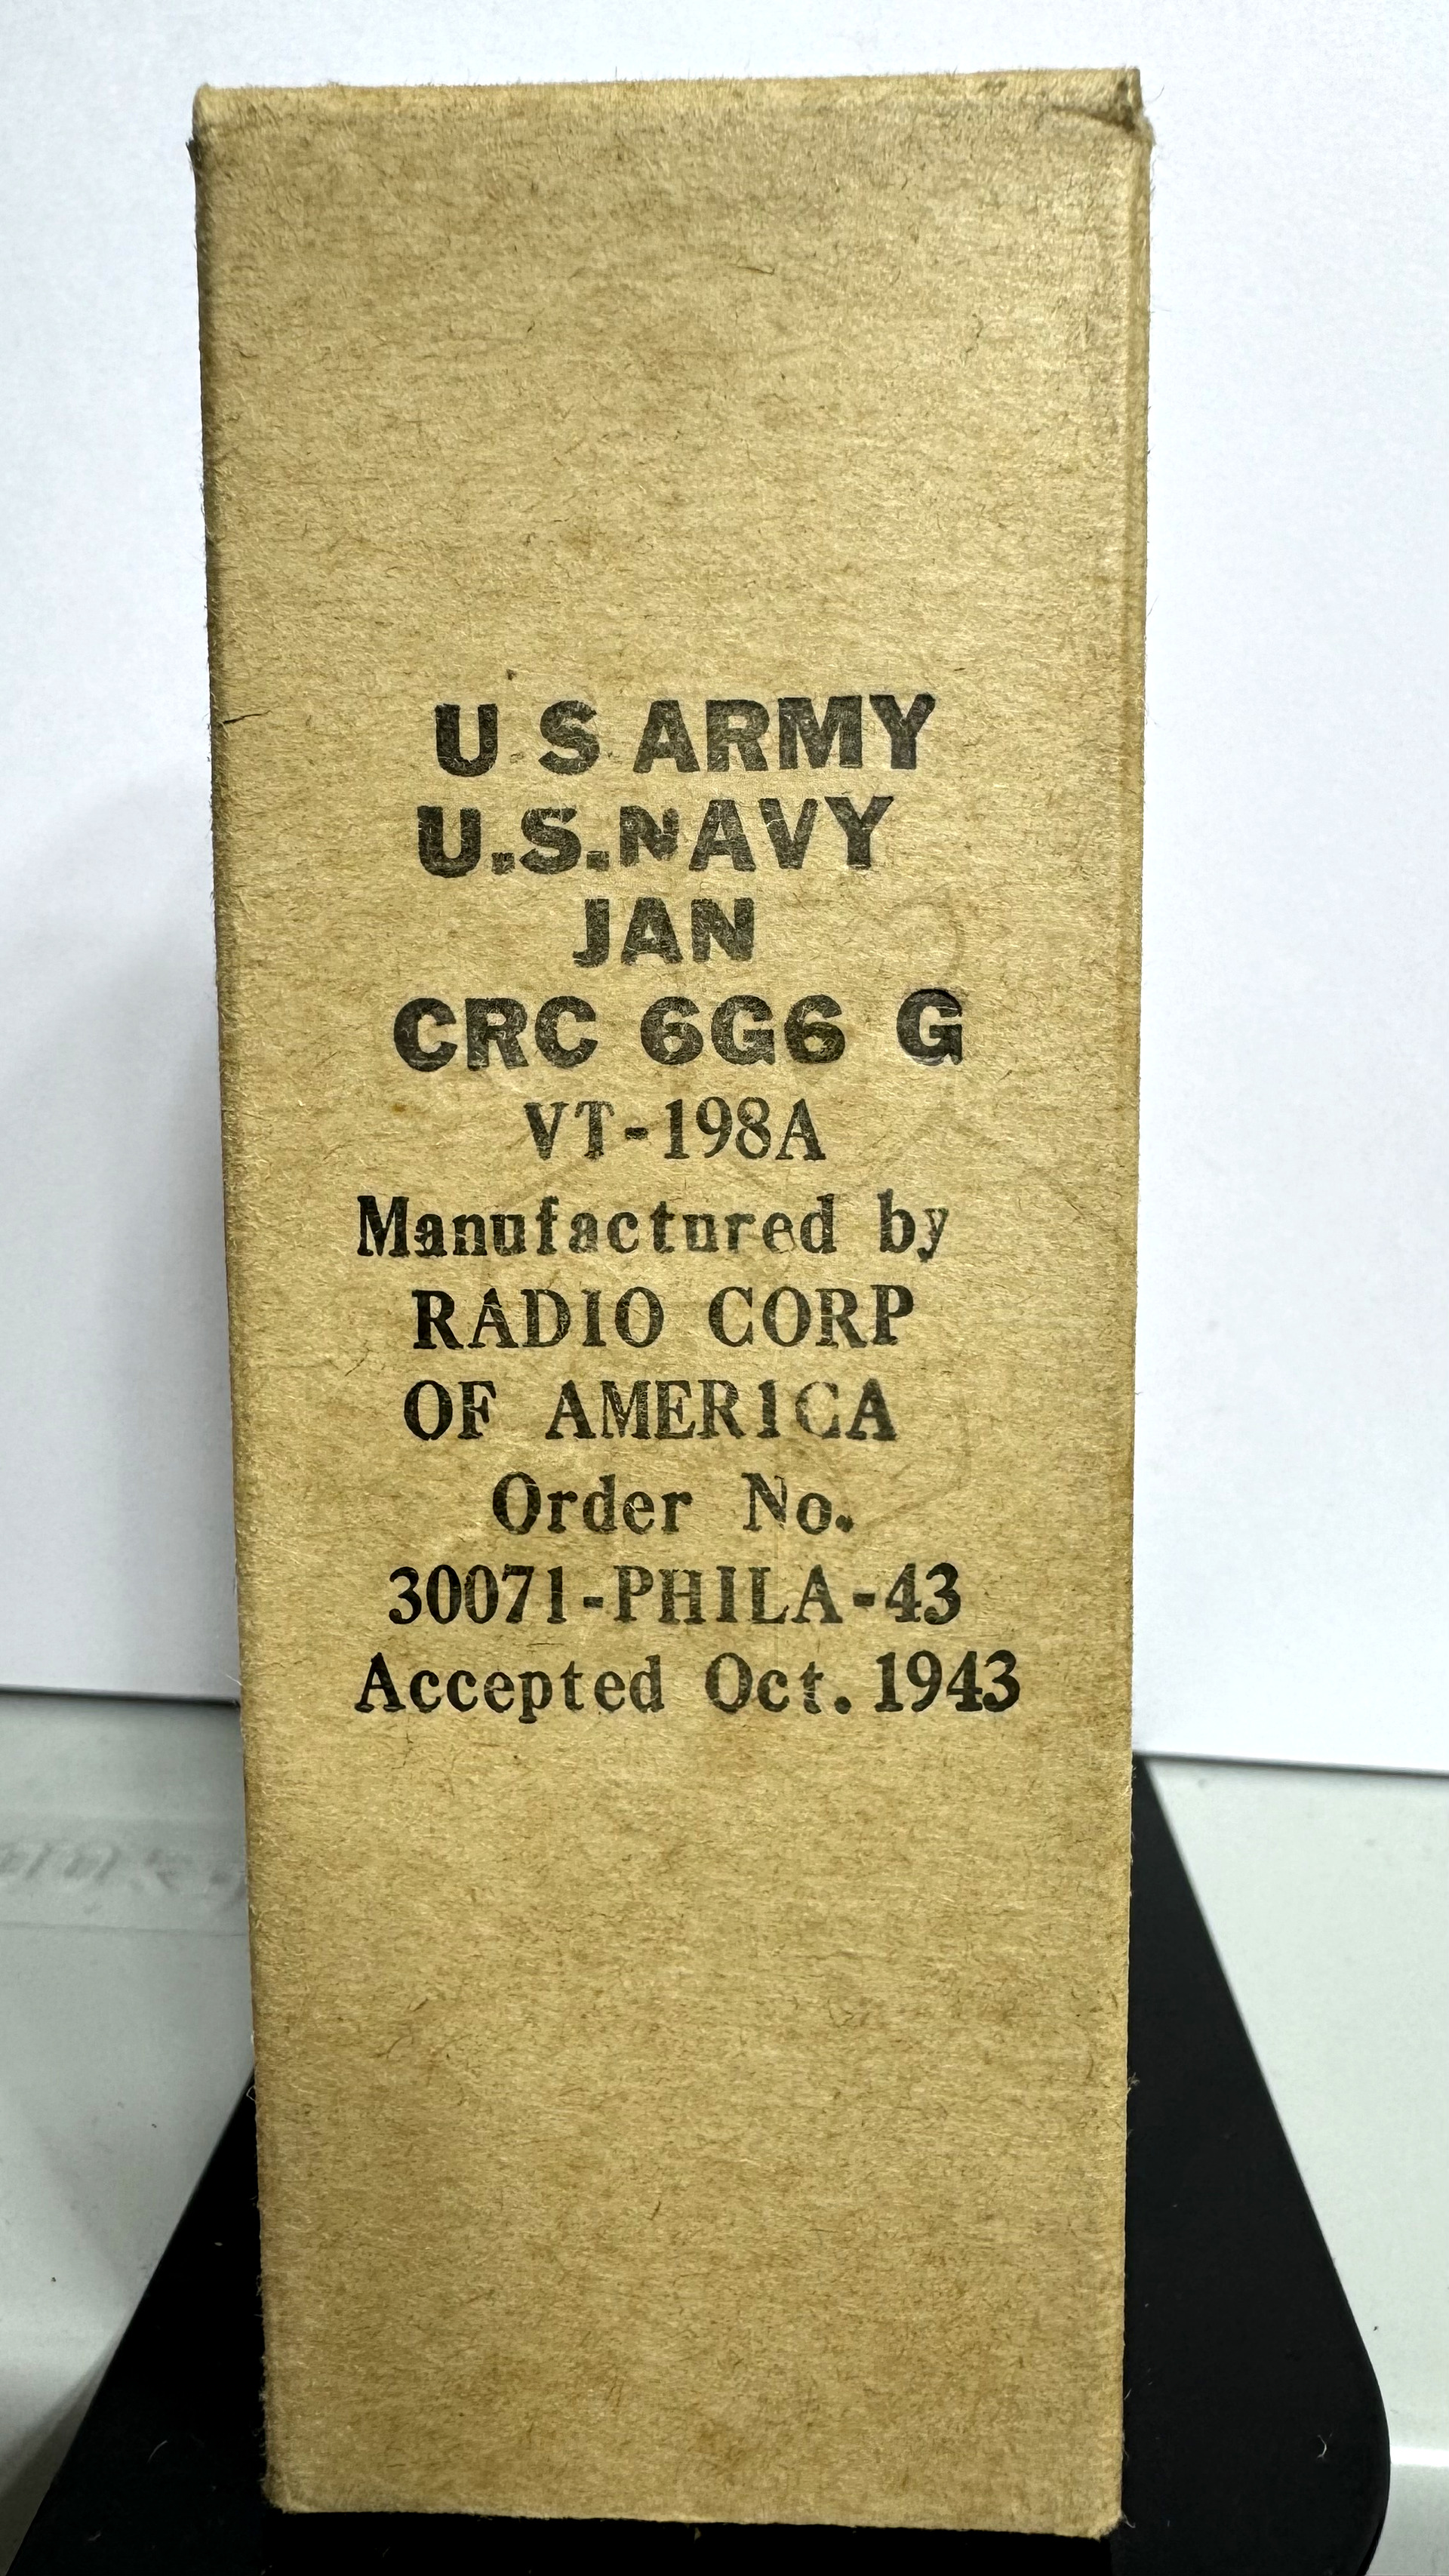 U S ARMY
U.S.NAVY
JAN
CRC 6G6 G
VT-198A
Manufactured by
RADIO CORP
OF AMERICA
Order No.
30071-PHILA-43
Accepted Oct. 1943